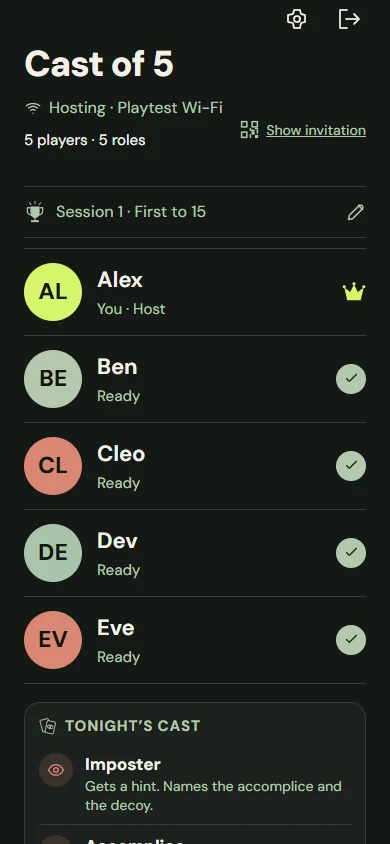 Cast of 5
Hosting · Playtest Wi-Fi
5 players · 5 roles
Show invitation
Session 1 · First to 15
AL
Alex
You · Host
BE
Ben
Ready
CL
Cleo
Ready
DE
Dev
Ready
EV
Eve
Ready
TONIGHT’S CAST
Imposter
Gets a hint. Names the accomplice and
the decoy.
Accomplice